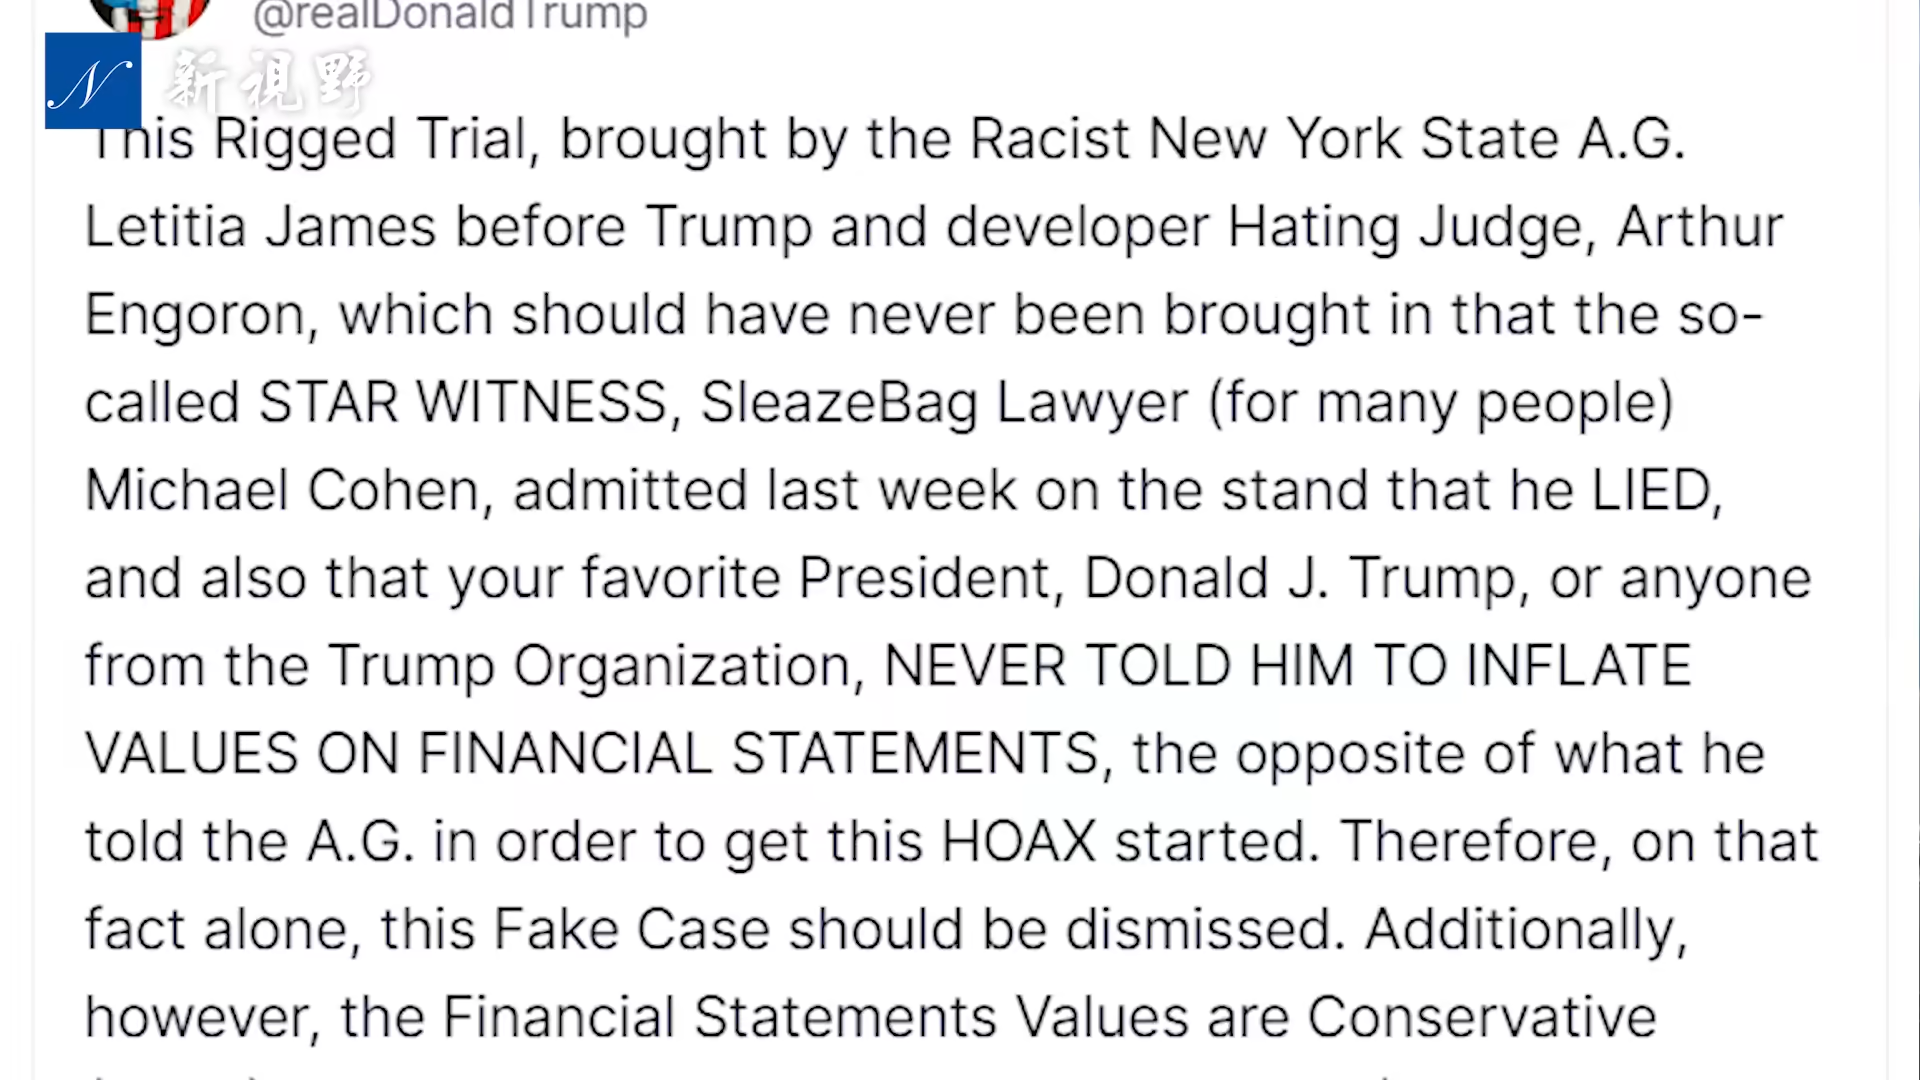 @realDonaldTrump
N 新視野
This Rigged Trial, brought by the Racist New York State A.G.
Letitia James before Trump and developer Hating Judge, Arthur
Engoron, which should have never been brought in that the so-
called STAR WITNESS, SleazeBag Lawyer (for many people)
Michael Cohen, admitted last week on the stand that he LIED,
and also that your favorite President, Donald J. Trump, or anyone
from the Trump Organization, NEVER TOLD HIM TO INFLATE
VALUES ON FINANCIAL STATEMENTS, the opposite of what he
told the A.G. in order to get this HOAX started. Therefore, on that
fact alone, this Fake Case should be dismissed. Additionally,
however, the Financial Statements Values are Conservative